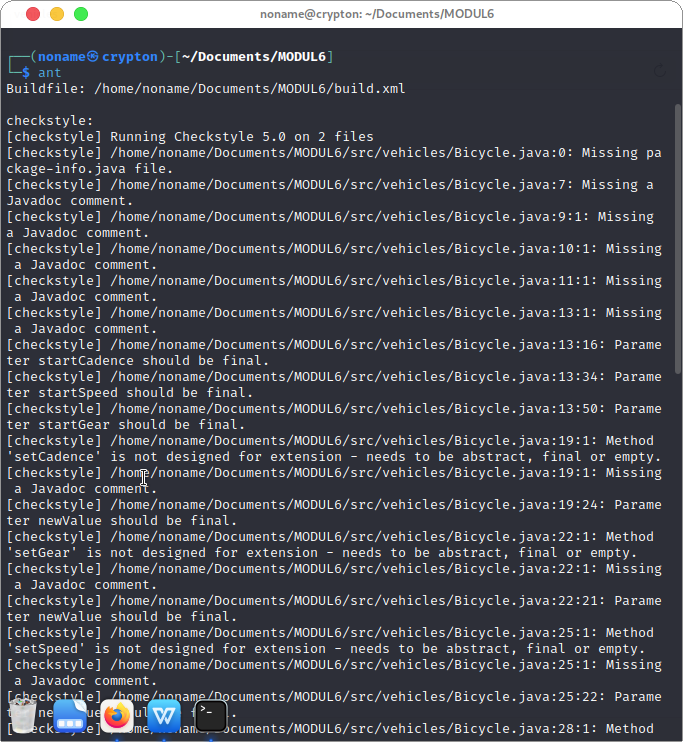 noname@crypton: ~/Documents/MODUL6
┌──(noname㉿crypton)-[~/Documents/MODUL6]
└─$ ant
Buildfile: /home/noname/Documents/MODUL6/build.xml
checkstyle:
[checkstyle] Running Checkstyle 5.0 on 2 files
[checkstyle] /home/noname/Documents/MODUL6/src/vehicles/Bicycle.java:0: Missing pa
ckage-info.java file.
[checkstyle] /home/noname/Documents/MODUL6/src/vehicles/Bicycle.java:7: Missing a
Javadoc comment.
[checkstyle] /home/noname/Documents/MODUL6/src/vehicles/Bicycle.java:9:1: Missing
a Javadoc comment.
[checkstyle] /home/noname/Documents/MODUL6/src/vehicles/Bicycle.java:10:1: Missing
 a Javadoc comment.
[checkstyle] /home/noname/Documents/MODUL6/src/vehicles/Bicycle.java:11:1: Missing
 a Javadoc comment.
[checkstyle] /home/noname/Documents/MODUL6/src/vehicles/Bicycle.java:13:1: Missing
 a Javadoc comment.
[checkstyle] /home/noname/Documents/MODUL6/src/vehicles/Bicycle.java:13:16: Parame
ter startCadence should be final.
[checkstyle] /home/noname/Documents/MODUL6/src/vehicles/Bicycle.java:13:34: Parame
ter startSpeed should be final.
[checkstyle] /home/noname/Documents/MODUL6/src/vehicles/Bicycle.java:13:50: Parame
ter startGear should be final.
[checkstyle] /home/noname/Documents/MODUL6/src/vehicles/Bicycle.java:19:1: Method
'setCadence' is not designed for extension - needs to be abstract, final or empty.
[checkstyle] /home/noname/Documents/MODUL6/src/vehicles/Bicycle.java:19:1: Missing
 a Javadoc comment.
[checkstyle] /home/noname/Documents/MODUL6/src/vehicles/Bicycle.java:19:24: Parame
ter newValue should be final.
[checkstyle] /home/noname/Documents/MODUL6/src/vehicles/Bicycle.java:22:1: Method
'setGear' is not designed for extension - needs to be abstract, final or empty.
[checkstyle] /home/noname/Documents/MODUL6/src/vehicles/Bicycle.java:22:1: Missing
 a Javadoc comment.
[checkstyle] /home/noname/Documents/MODUL6/src/vehicles/Bicycle.java:22:21: Parame
ter newValue should be final.
[checkstyle] /home/noname/Documents/MODUL6/src/vehicles/Bicycle.java:25:1: Method
'setSpeed' is not designed for extension - needs to be abstract, final or empty.
[checkstyle] /home/noname/Documents/MODUL6/src/vehicles/Bicycle.java:25:1: Missing
 a Javadoc comment.
[checkstyle] /home/noname/Documents/MODUL6/src/vehicles/Bicycle.java:25:22: Parame
/home/noname/Documents/MODUL6/src/vehicles/Bicycle.java:28:1: Method